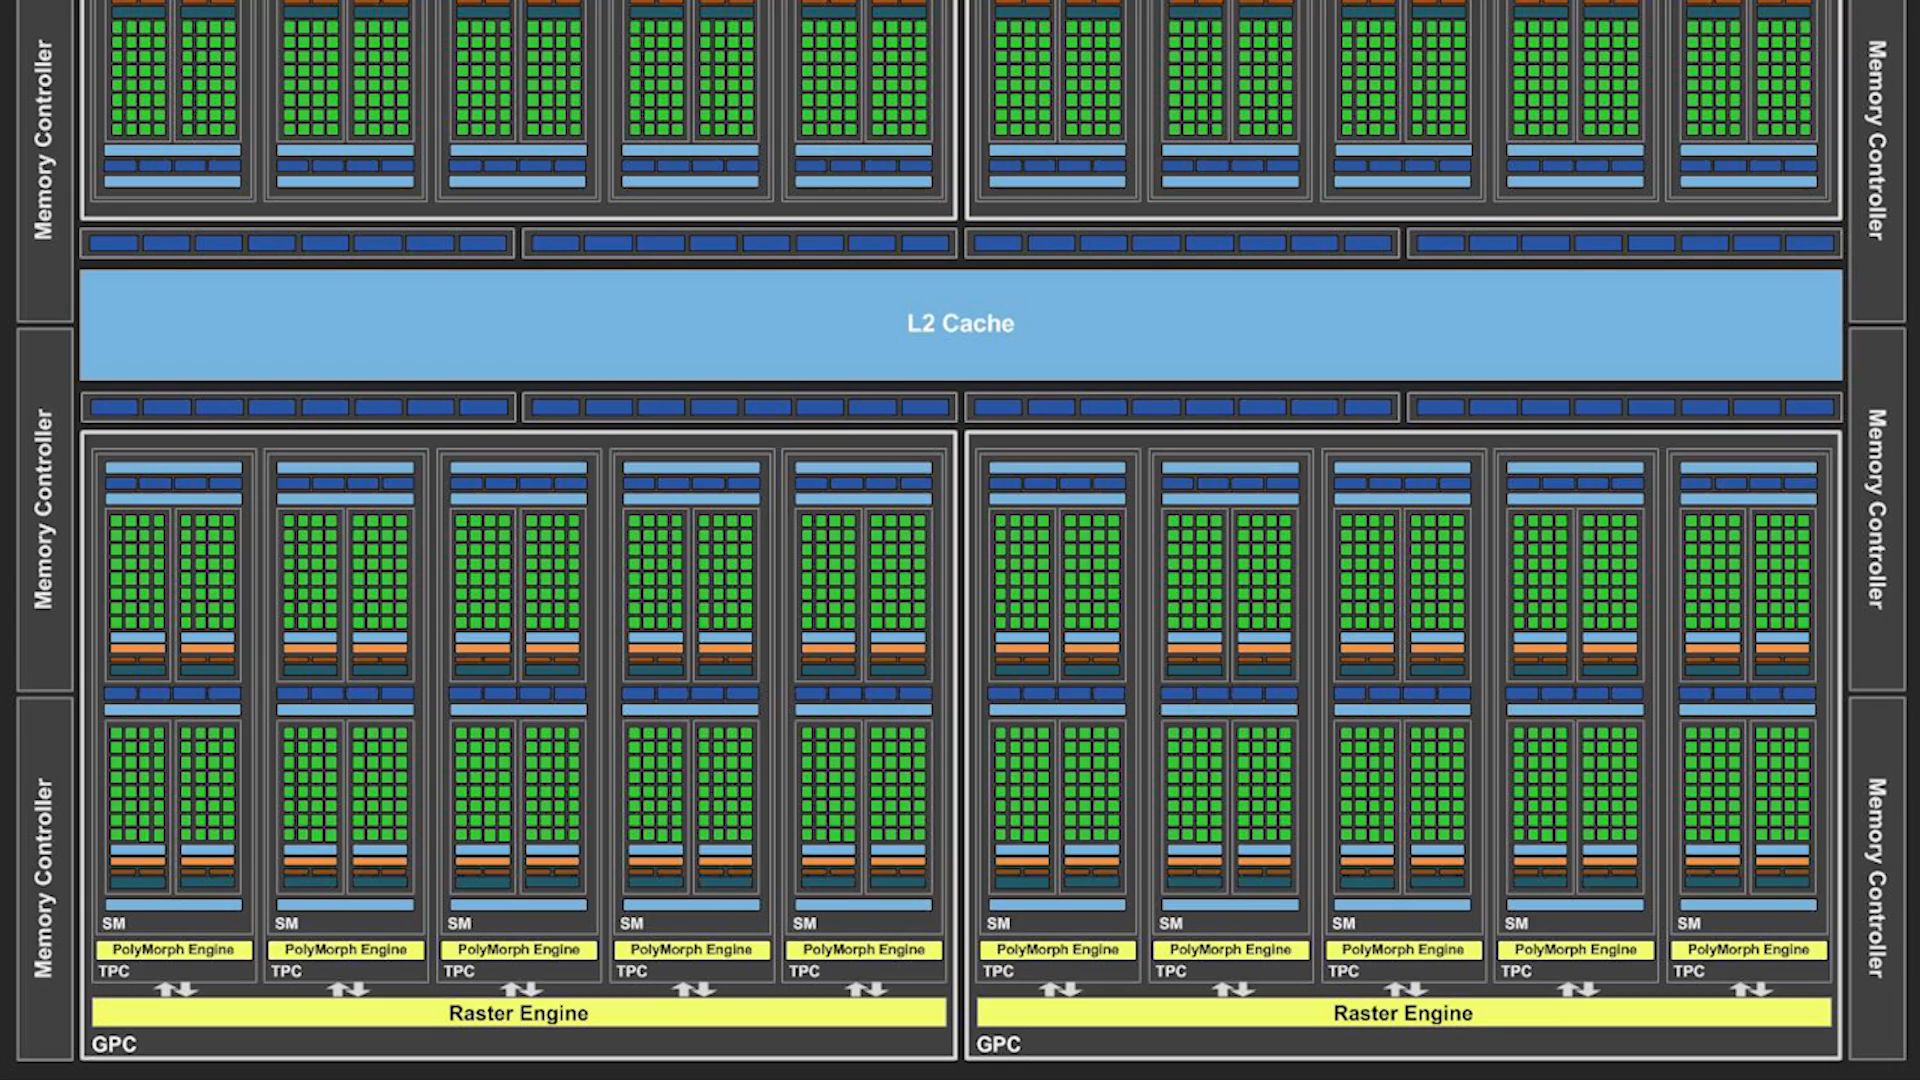 Memory Controller
Memory Controller
L2 Cache
Memory Controller
Memory Controller
Memory Controller
Memory Controller
SM
SM
SM
SM
SM
SM
SM
SM
SM
SM
PolyMorph Engine
PolyMorph Engine
PolyMorph Engine
PolyMorph Engine
PolyMorph Engine
PolyMorph Engine
PolyMorph Engine
PolyMorph Engine
PolyMorph Engine
PolyMorph Engine
TPC
TPC
TPC
TPC
TPC
TPC
TPC
TPC
TPC
TPC
Raster Engine
Raster Engine
GPC
GPC